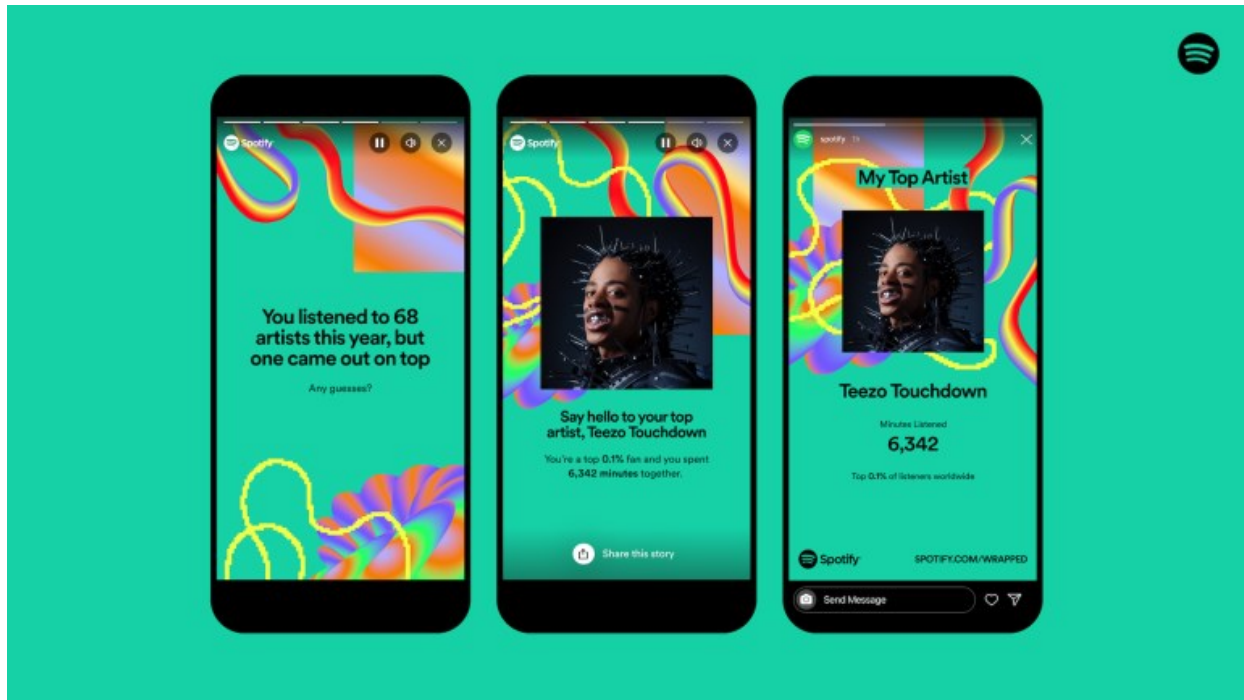 Spotify
You listened to 68
artists this year, but
one came out on top
Any guesses?
Spotify
Say hello to your top
artist, Teezo Touchdown
You're a top 0.1% fan and you spent
6,342 minutes together.
Share this story
spotify 1h
My Top Artist
Teezo Touchdown
Minutes Listened
6,342
Top 0.1% of listeners worldwide
Spotify
SPOTIFY.COM/WRAPPED
Send Message